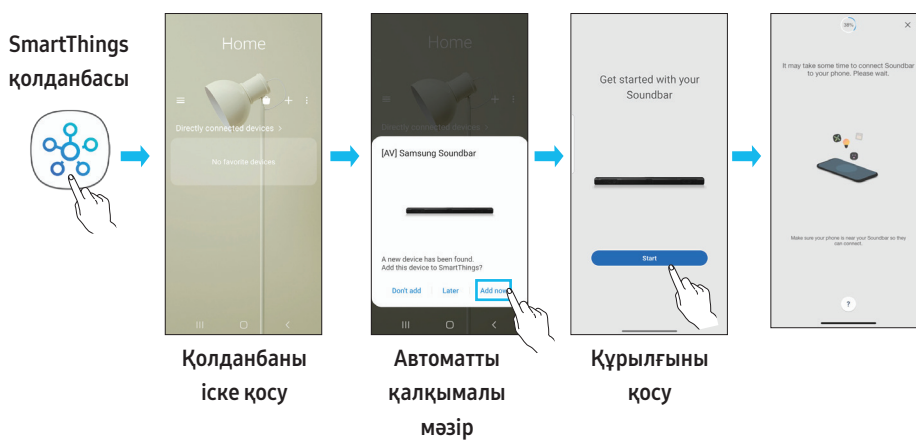 SmartThings
қолданбасы
Home
Directly connected devices >
No favorite devices
Қолданбаны
іске қосу
Home
Directly connected devices >
[AV] Samsung Soundbar
A new device has been found.
Add this device to SmartThings?
Don't add Later Add now
Автоматты
қалқымалы
мәзір
Get started with your
Soundbar
Start
Құрылғыны
қосу
38%
It may take some time to connect Soundbar
to your phone. Please wait.
Make sure your phone is near your Soundbar so they
can connect.
?